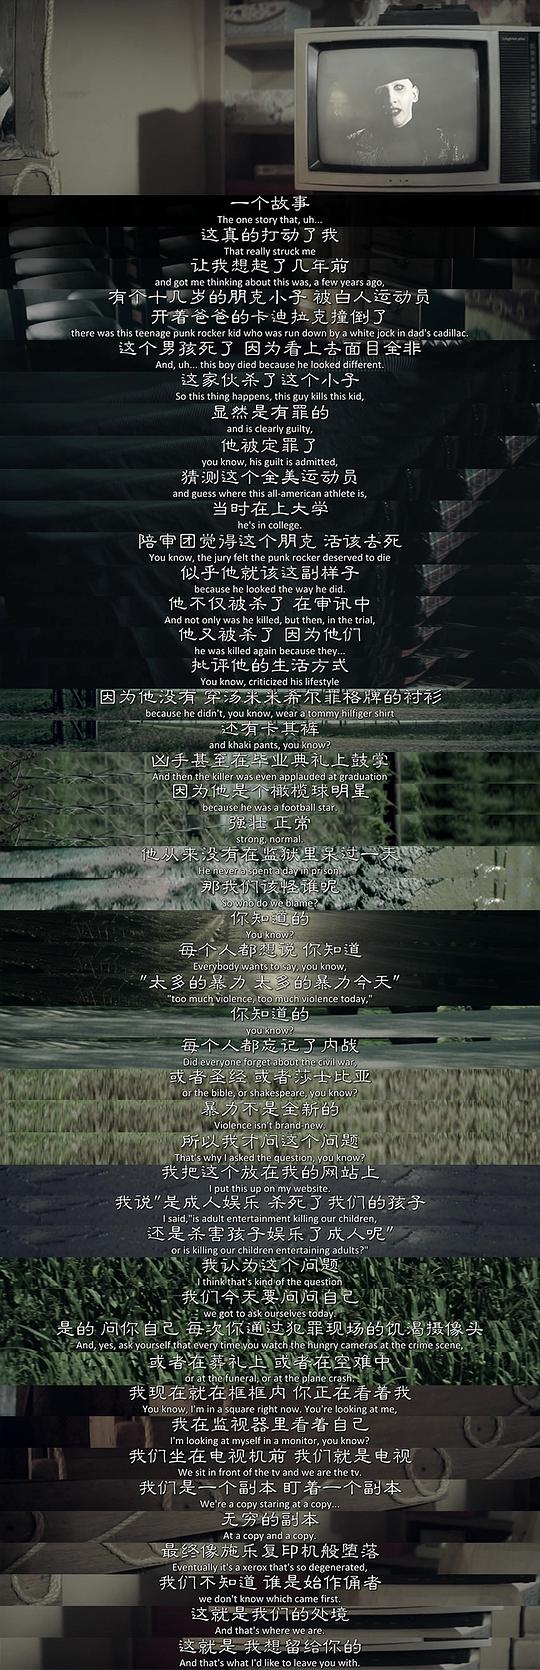 一个故事
The one story that, uh...
这真的打动了我
That really struck me
让我想起了几年前
and got me thinking about this was, a few years ago,
有个十几岁的朋克小子 被白人运动员
开着爸爸的卡迪拉克撞倒了
there was this teenage punk rocker kid who was run down by a white jock in dad's cadillac.
这个男孩死了 因为看上去面目全非
And, uh... this boy died because he looked different.
这家伙杀了这个小子
So this thing happens, this guy kills this kid,
显然是有罪的
and is clearly guilty,
他被定罪了
you know, his guilt is admitted,
猜测这个全美运动员
and guess where this all-american athlete is,
当时在上大学
he's in college.
陪审团觉得这个朋克 活该去死
You know, the jury felt the punk rocker deserved to die
似乎他就该这副样子
because he looked the way he did.
他不仅被杀了 在审讯中
And not only was he killed, but then, in the trial,
他又被杀了 因为他们
he was killed again because they...
批评他的生活方式
You know, criticized his lifestyle
因为他没有 穿汤米米希尔菲格牌的衬衫
because he didn't, you know, wear a tommy hilfiger shirt
还有卡其裤
and khaki pants, you know?
凶手甚至在毕业典礼上鼓掌
And then the killer was even applauded at graduation
因为他是个橄榄球明星
because he was a football star.
强壮 正常
strong, normal.
他从来没有在监狱里呆过一天
He never spent a day in prison.
那我们该怪谁呢
So who do we blame?
你知道的
You know?
每个人都想说 你知道
Everybody wants to say, you know,
"太多的暴力 太多的暴力今天"
"too much violence, too much violence today,"
你知道的
you know?
每个人都忘记了内战
Did everyone forget about the civil war,
或者圣经 或者莎士比亚
or the bible, or shakespeare, you know?
暴力不是全新的
Violence isn't brand-new.
所以我才问这个问题
That's why I asked the question, you know?
我把这个放在我的网站上
I put this up on my website.
我说"是成人娱乐 杀死了我们的孩子
I said,"is adult entertainment killing our children,
还是杀害孩子娱乐了成人呢"
or is killing our children entertaining adults?"
我认为这个问题
I think that's kind of the question
我们今天要问问自己
we got to ask ourselves today.
是的 问你自己 每次你通过犯罪现场的饥渴摄像头
And, yes, ask yourself that every time you watch the hungry cameras at the crime scene,
或者在葬礼上 或者在空难中
or at the funeral, or at the plane crash.
我现在就在框框内 你正在看着我
You know, I'm in a square right now. You're looking at me,
我在监视器里看着自己
I'm looking at myself in a monitor, you know?
我们坐在电视机前 我们就是电视
We sit in front of the tv and we are the tv.
我们是一个副本 盯着一个副本
We're a copy staring at a copy...
无穷的副本
At a copy and a copy.
最终像施乐复印机般堕落
Eventually it's a xerox that's so degenerated,
我们不知道 谁是始作俑者
we don't know which came first.
这就是我们的处境
And that's where we are.
这就是 我想留给你的
And that's what I'd like to leave you with.